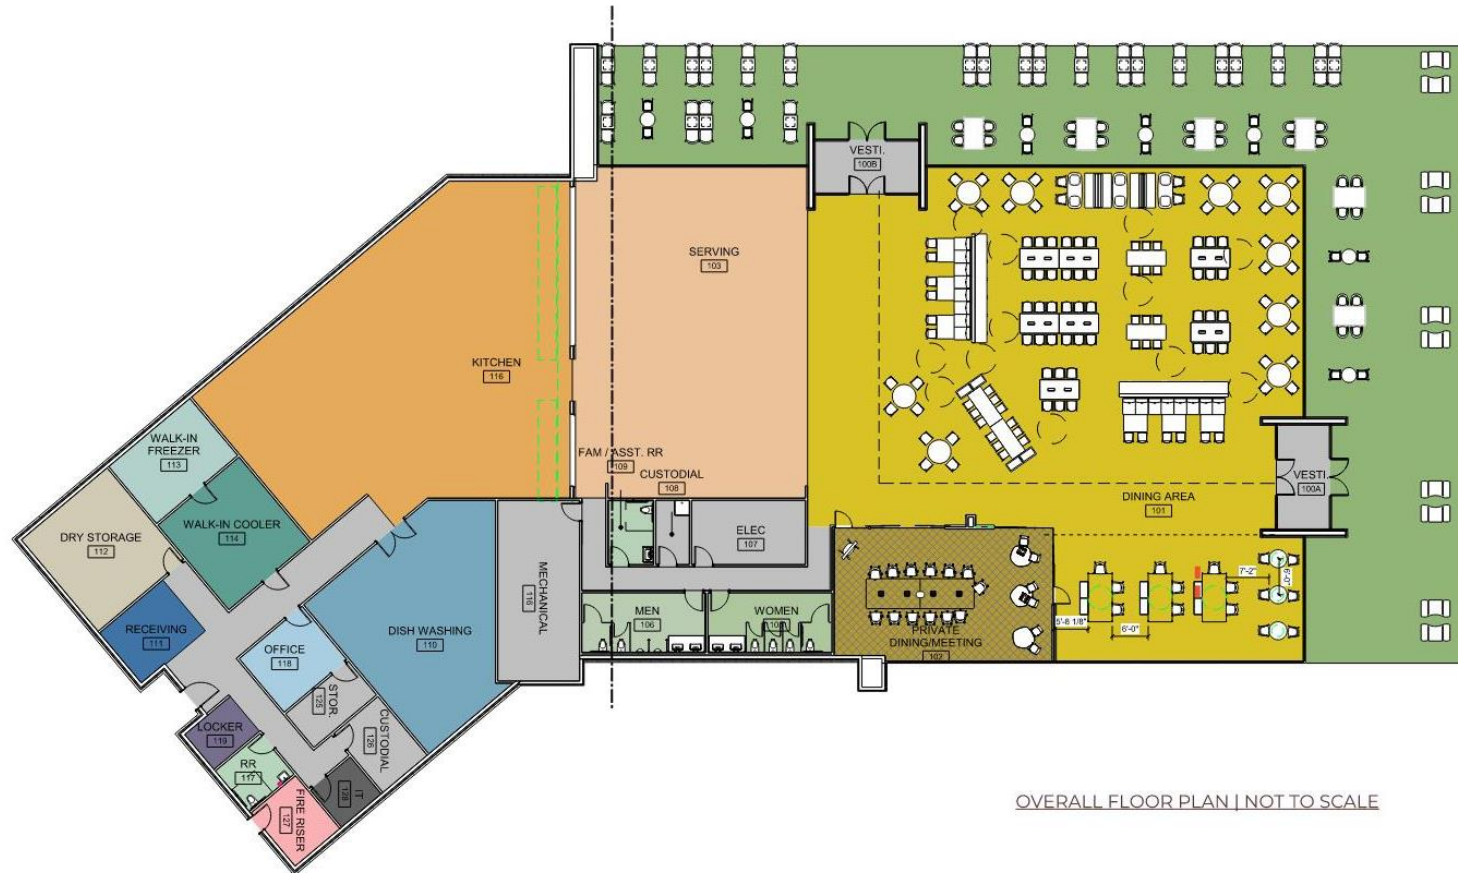 VESTI.
100B
SERVING
103
KITCHEN
116
WALK-IN
FREEZER
113
FAM / ASST. RR
109
CUSTODIAL
108
VESTI.
100A
DINING AREA
101
WALK-IN COOLER
114
DRY STORAGE
112
ELEC
107
MECHANICAL
116
7'-2"
6'-0"
RECEIVING
111
DISH WASHING
110
MEN
106
WOMEN
5'-8 1/8"
6'-0"
PRIVATE
DINING/MEETING
102
OFFICE
118
STOR.
125
LOCKER
119
CUSTODIAL
126
RR
117
IT
128
FIRE RISER
127
OVERALL FLOOR PLAN | NOT TO SCALE